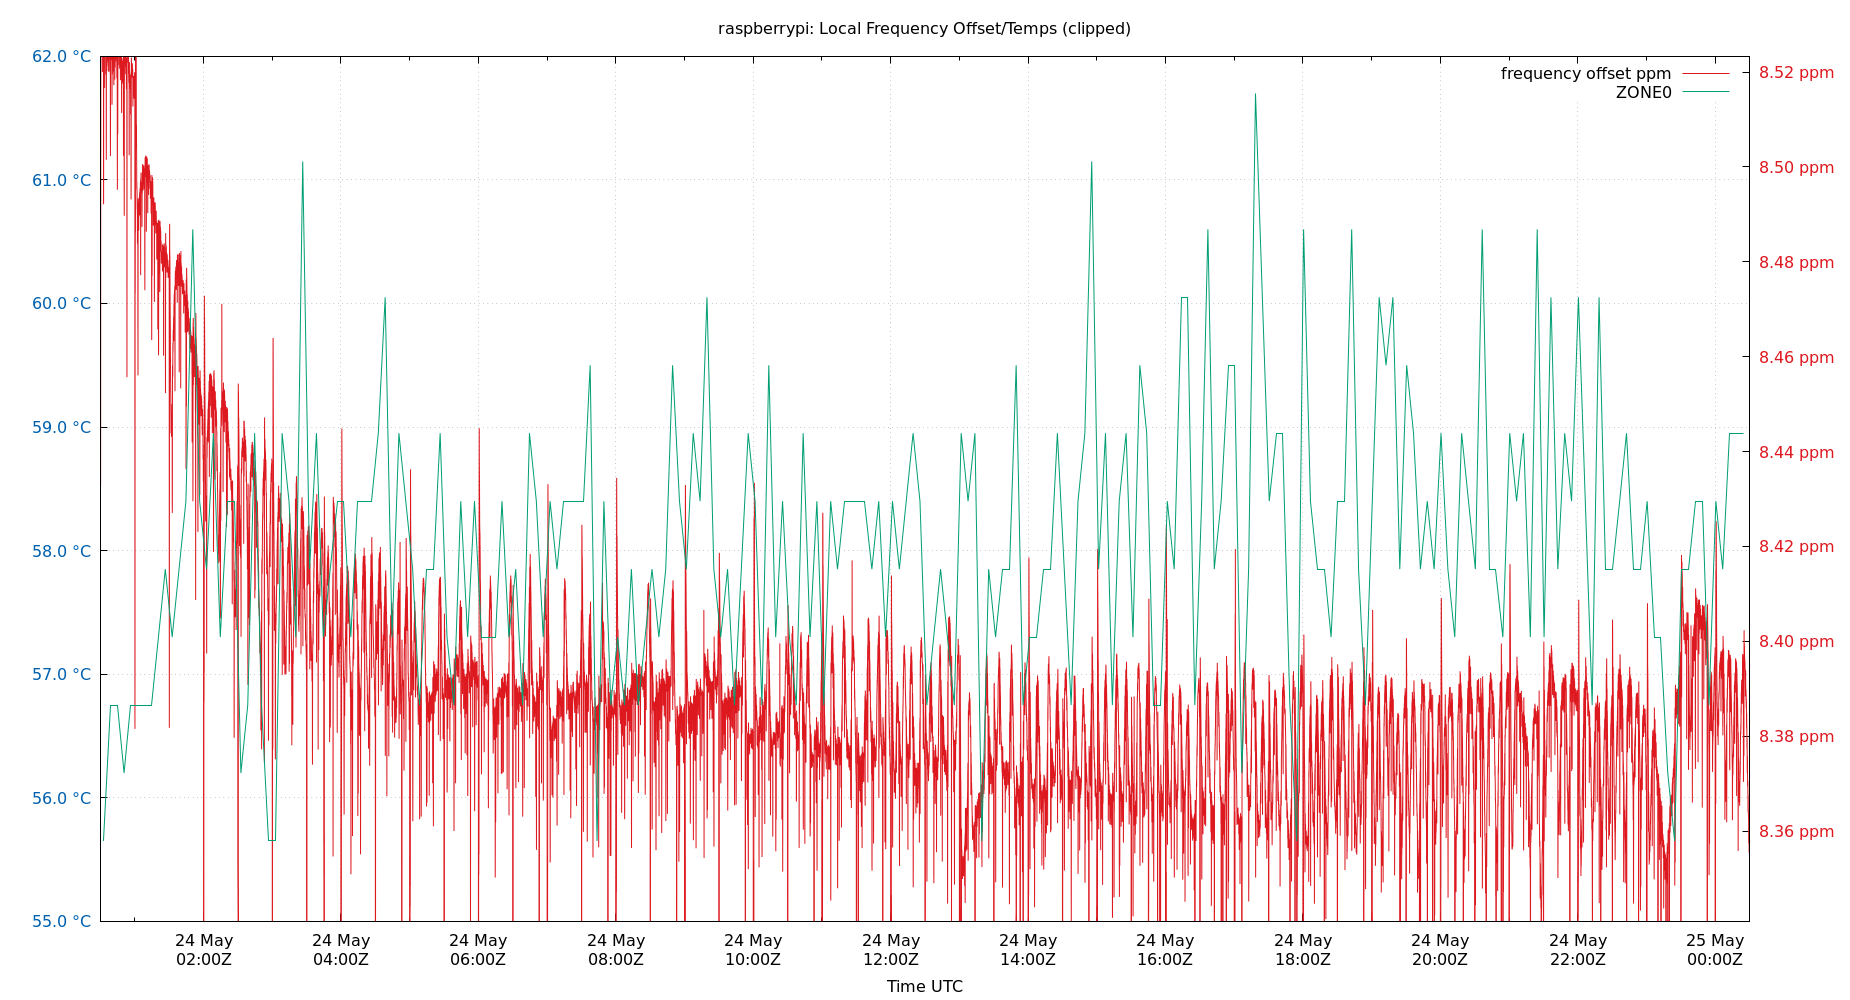 raspberrypi: Local Frequency Offset/Temps (clipped)
62.0 °C
61.0 °C
60.0 °C
59.0 °C
58.0 °C
57.0 °C
56.0 °C
55.0 °C
frequency offset ppm
ZONE0
8.52 ppm
8.50 ppm
8.48 ppm
8.46 ppm
8.44 ppm
8.42 ppm
8.40 ppm
8.38 ppm
8.36 ppm
24 May 24 May 24 May 24 May 24 May 24 May 24 May 24 May 24 May 24 May 24 May 25 May
02:00Z 04:00Z 06:00Z 08:00Z 10:00Z 12:00Z 14:00Z 16:00Z 18:00Z 20:00Z 22:00Z 00:00Z
Time UTC